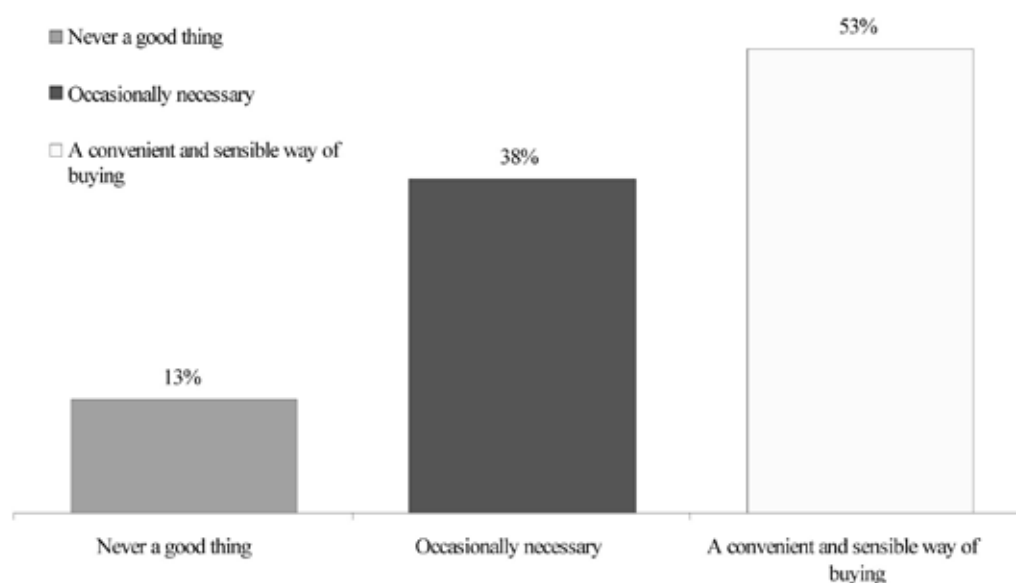 Never a good thing
Occasionally necessary
A convenient and sensible way of
buying
53%
38%
13%
Never a good thing
Occasionally necessary
A convenient and sensible way of
buying